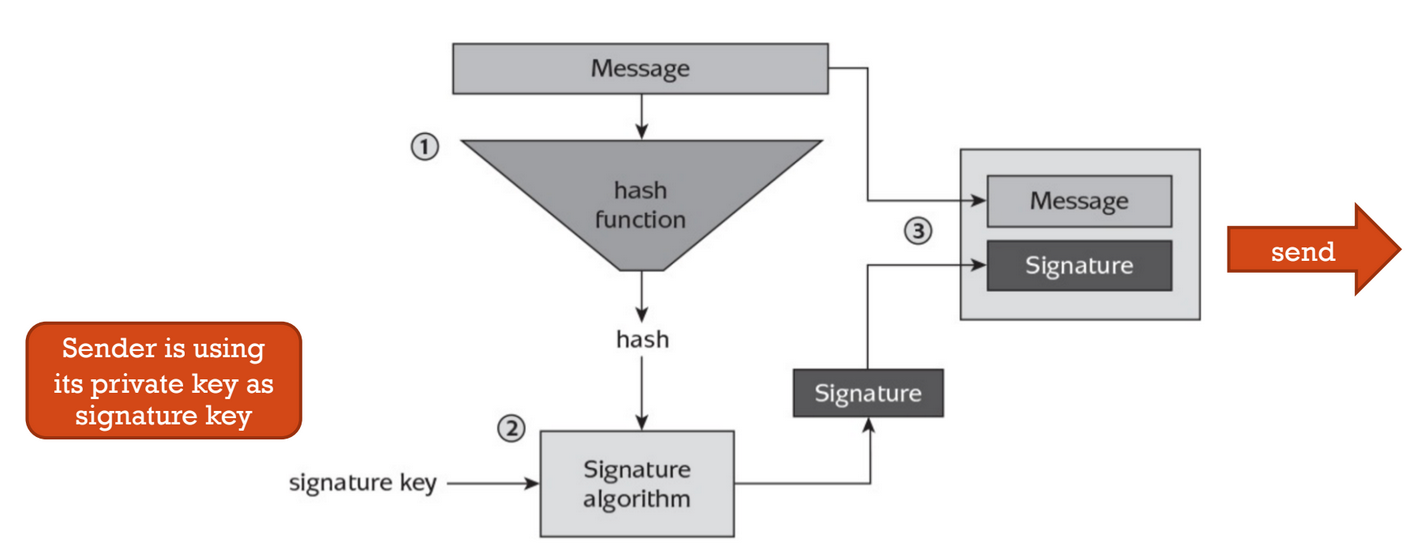 Message
①
hash
function
Message
③
send
Signature
hash
Sender is using
its private key as
signature key
Signature
②
Signature
algorithm
signature key